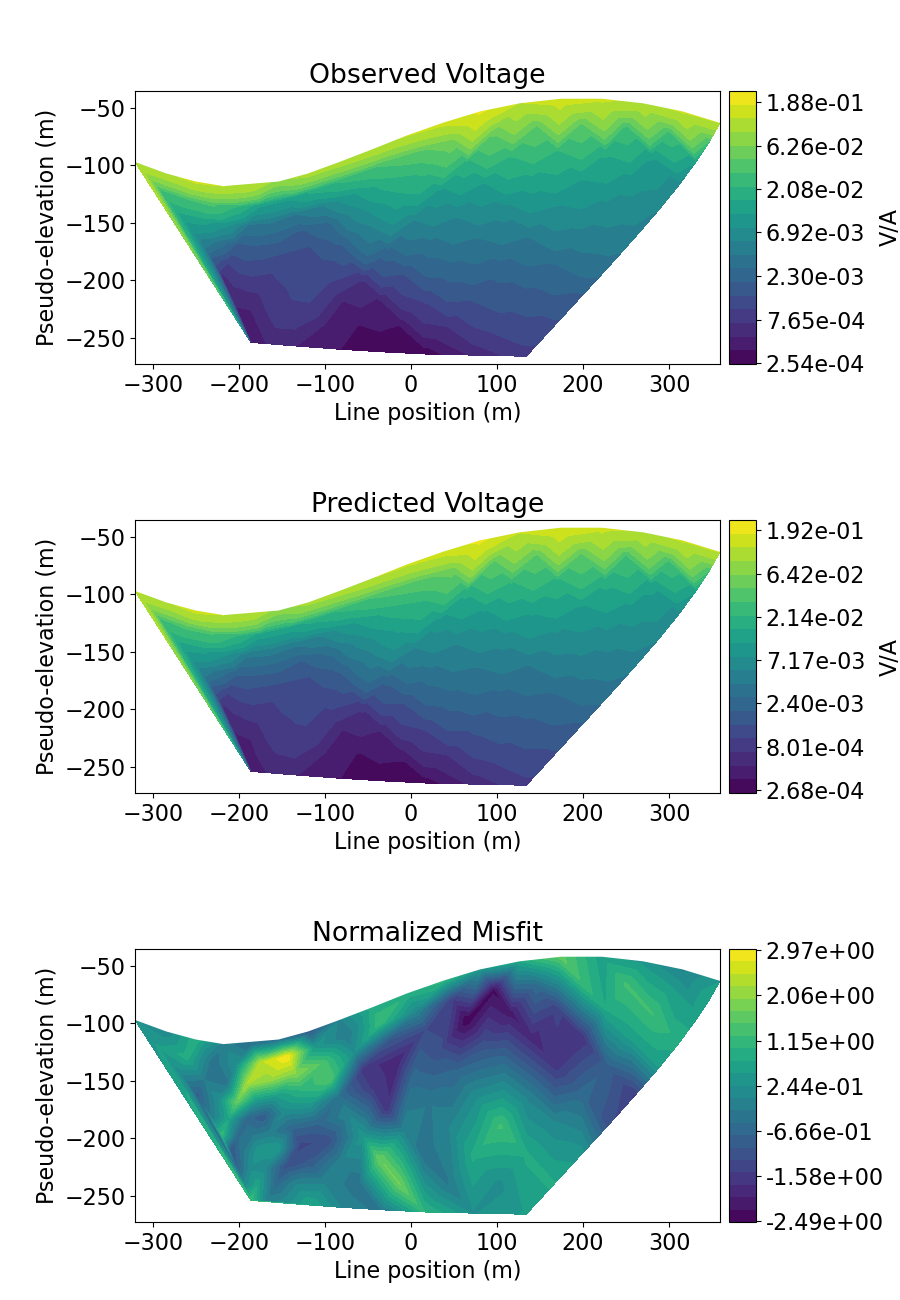 Observed Voltage
Pseudo-elevation (m)
−50
−100
−150
−200
−250
−300 −200 −100 0 100 200 300
Line position (m)
1.88e-01
6.26e-02
2.08e-02
6.92e-03
2.30e-03
7.65e-04
2.54e-04
V/A
Predicted Voltage
Pseudo-elevation (m)
−50
−100
−150
−200
−250
−300 −200 −100 0 100 200 300
Line position (m)
1.92e-01
6.42e-02
2.14e-02
7.17e-03
2.40e-03
8.01e-04
2.68e-04
V/A
Normalized Misfit
Pseudo-elevation (m)
−50
−100
−150
−200
−250
−300 −200 −100 0 100 200 300
Line position (m)
2.97e+00
2.06e+00
1.15e+00
2.44e-01
-6.66e-01
-1.58e+00
-2.49e+00